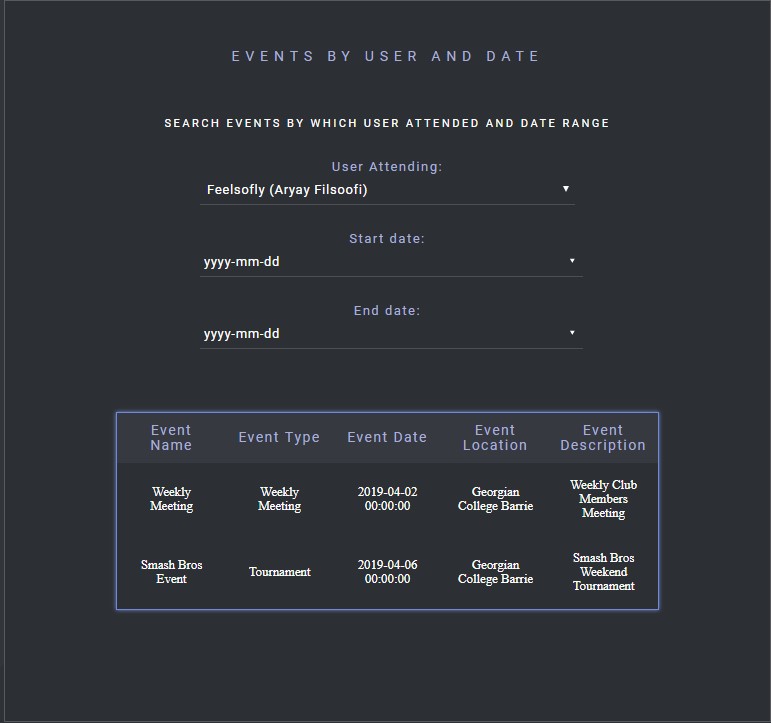 EVENTS BY USER AND DATE
SEARCH EVENTS BY WHICH USER ATTENDED AND DATE RANGE
User Attending:
Feelsofly (Aryay Filsoofi)
Start date:
yyyy-mm-dd
End date:
yyyy-mm-dd
Event
Name
Event Type
Event Date
Event
Location
Event
Description
Weekly
Meeting
Weekly
Meeting
2019-04-02
00:00:00
Georgian
College Barrie
Weekly Club
Members
Meeting
Smash Bros
Event
Tournament
2019-04-06
00:00:00
Georgian
College Barrie
Smash Bros
Weekend
Tournament